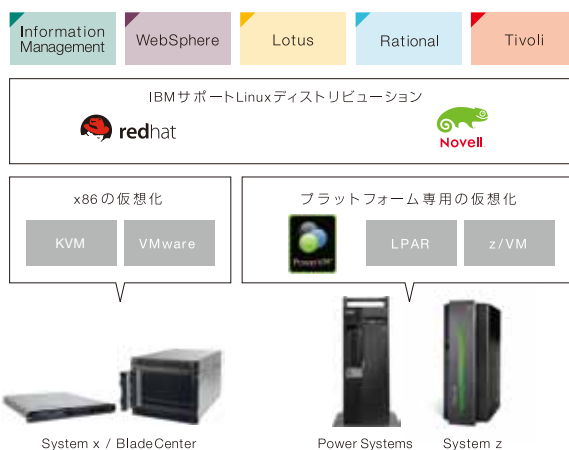 Information
Management
WebSphere
Lotus
Rational
Tivoli
IBMサポートLinuxディストリビューション
redhat
Novell
x86の仮想化
プラットフォーム専用の仮想化
KVM
VMware
PowerVM
LPAR
z/VM
System x / BladeCenter
Power Systems
System z